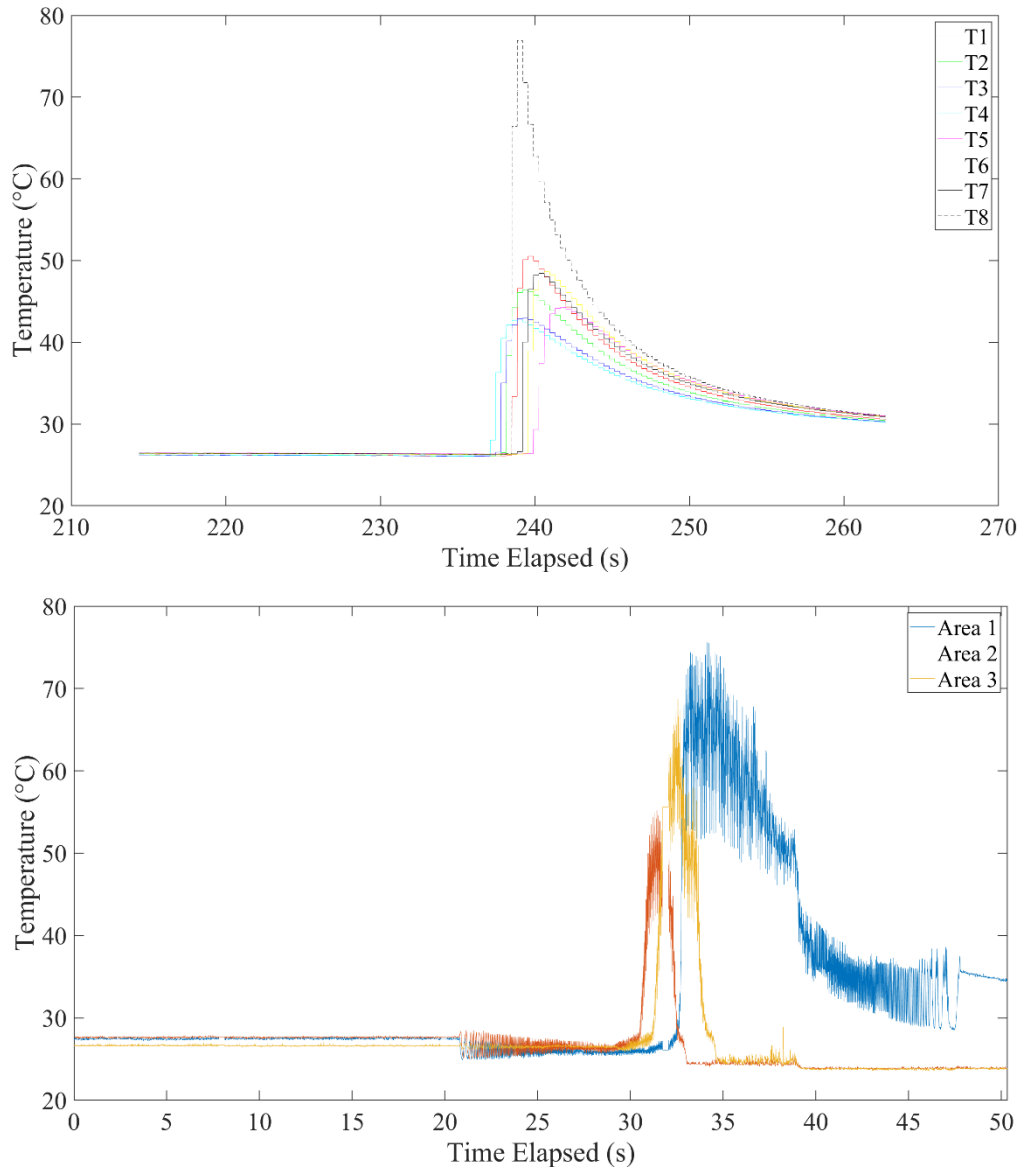 80
70
60
50
40
30
20
Temperature (°C)
T1
T2
T3
T4
T5
T6
T7
T8
210 220 230 240 250 260 270
Time Elapsed (s)
80
70
60
50
40
30
20
Temperature (°C)
Area 1
Area 2
Area 3
0 5 10 15 20 25 30 35 40 45 50
Time Elapsed (s)